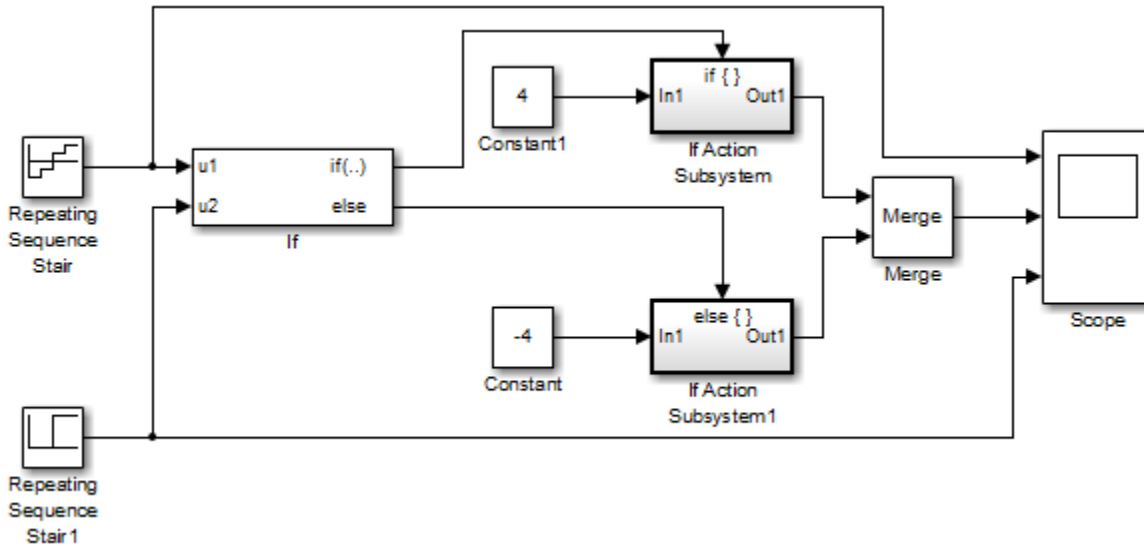 if { }
In1
Out1
4
Constant1
If Action
Subsystem
u1
if(..)
u2
else
If
Repeating
Sequence
Stair
Merge
Merge
Scope
else { }
In1
Out1
-4
Constant
If Action
Subsystem1
Repeating
Sequence
Stair1